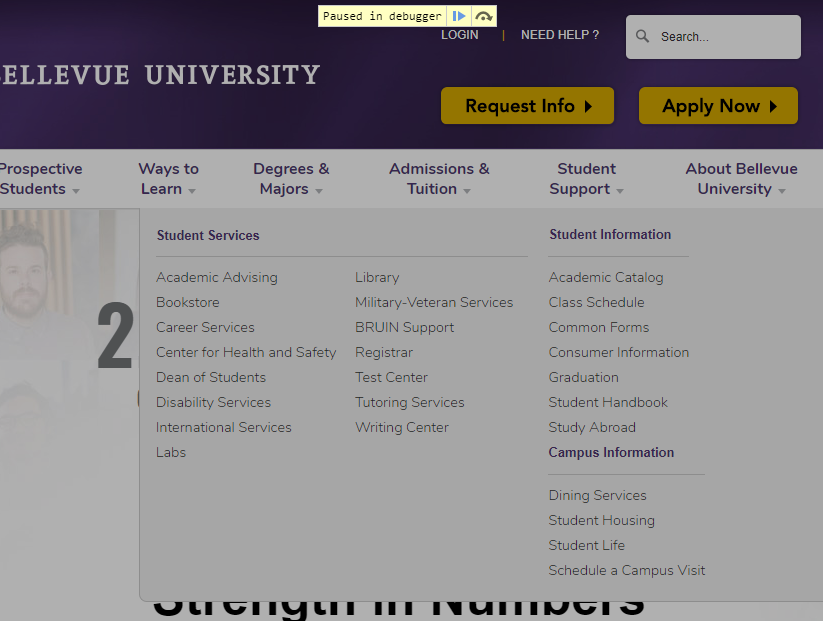 Paused in debugger
LOGIN | NEED HELP ?
Search...
ELLEVUE UNIVERSITY
Request Info
Apply Now
Prospective Students
Ways to Learn
Degrees & Majors
Admissions & Tuition
Student Support
About Bellevue University
Student Services
Academic Advising
Bookstore
Career Services
Center for Health and Safety
Dean of Students
Disability Services
International Services
Labs
Library
Military-Veteran Services
BRUIN Support
Registrar
Test Center
Tutoring Services
Writing Center
Student Information
Academic Catalog
Class Schedule
Common Forms
Consumer Information
Graduation
Student Handbook
Study Abroad
Campus Information
Dining Services
Student Housing
Student Life
Schedule a Campus Visit
2
Strength in Numbers